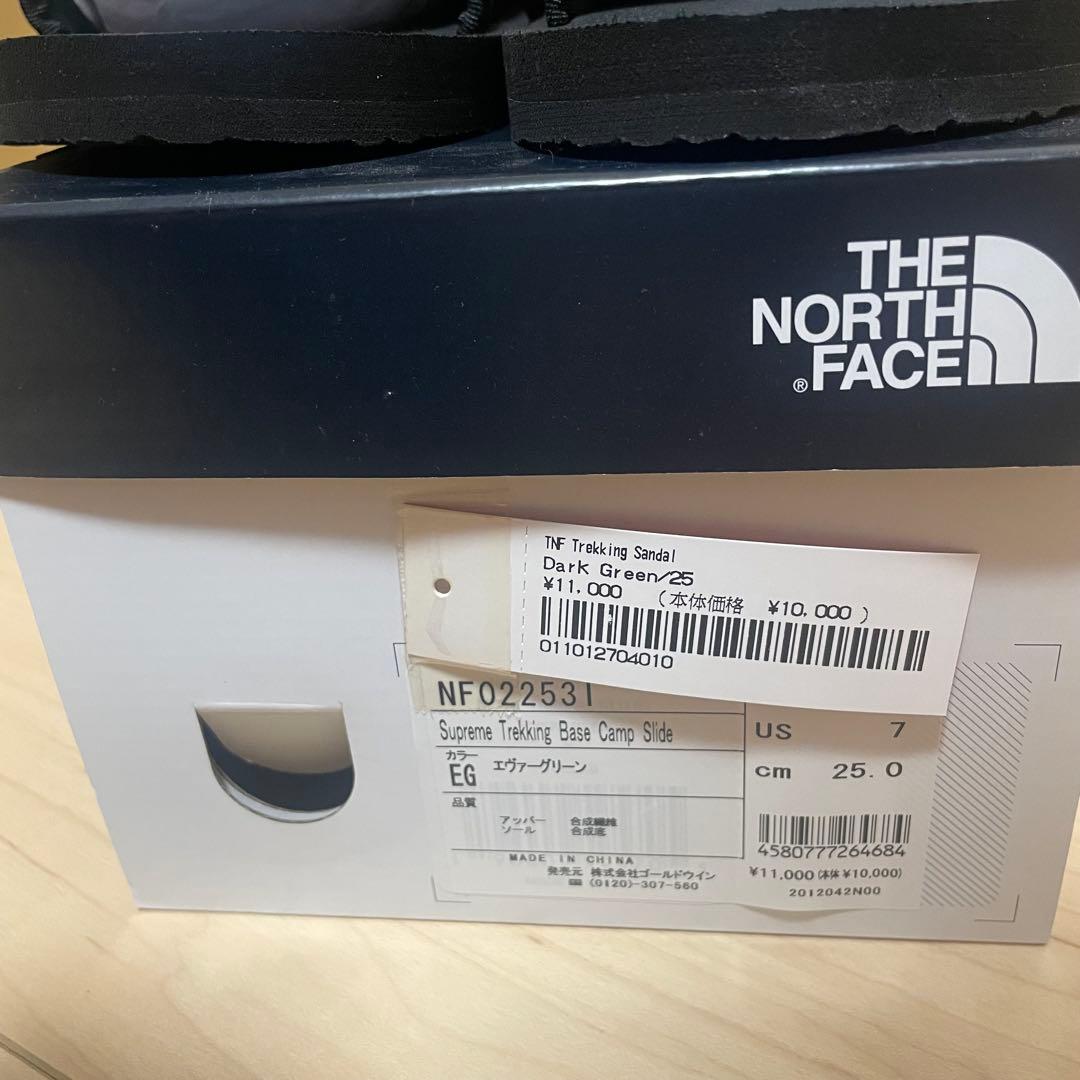 THE
NORTH
FACE
®
TNF Trekking Sandal
Dark Green/25
¥11,000 (本体価格 ¥10,000)
011012704010
NF02253I
Supreme Trekking Base Camp Slide
カラー
EG エヴァーグリーン
品質
アッパー 合成繊維
ソール 合成底
MADE IN CHINA
発売元 株式会社ゴールドウイン
☎ (0120)-307-560
US 7
cm 25.0
4580777264684
¥11,000(本体¥10,000)
2012042N00